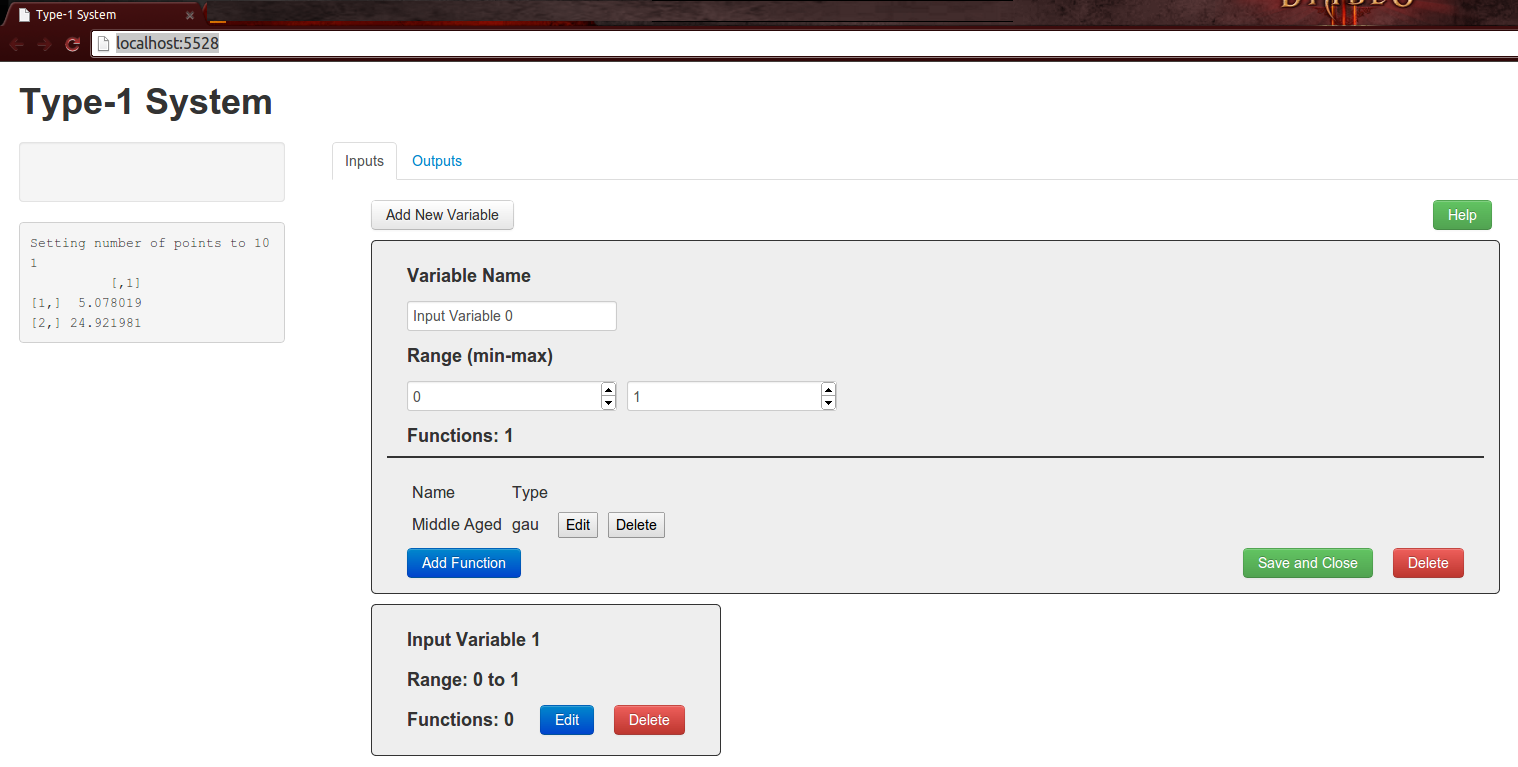 Type-1 System
DIABLO
III
localhost:5528
Type-1 System
Inputs Outputs
Add New Variable Help
Setting number of points to 10
1
[,1]
[1,] 5.078019
[2,] 24.921981
Variable Name
Input Variable 0
Range (min-max)
0 1
Functions: 1
Name Type
Middle Aged gau Edit Delete
Add Function Save and Close Delete
Input Variable 1
Range: 0 to 1
Functions: 0 Edit Delete